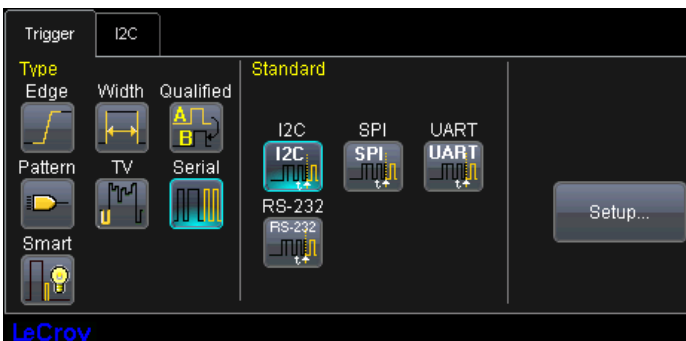 Trigger I2C
Type
Edge Width Qualified
A
B
Pattern TV Serial
U
Smart
Standard
I2C SPI UART
I2C SPI UART
t t t
RS-232
RS-232
t
Setup...
LeCroy